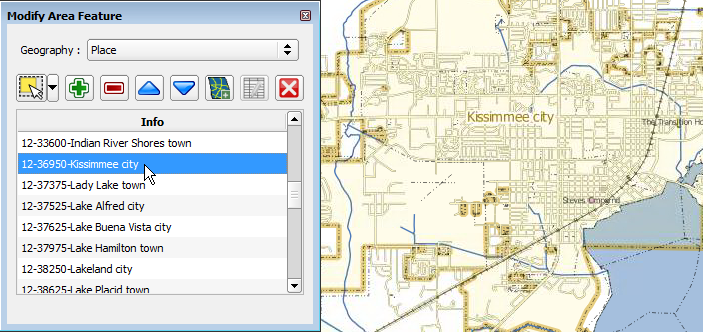 Modify Area Feature
Geography :
Place
Info
12-33600-Indian River Shores town
12-36950-Kissimmee city
12-37375-Lady Lake town
12-37525-Lake Alfred city
12-37625-Lake Buena Vista city
12-37975-Lake Hamilton town
12-38250-Lakeland city
12-38625-Lake Placid town
Kissimmee city
The Transition Ho
Steves